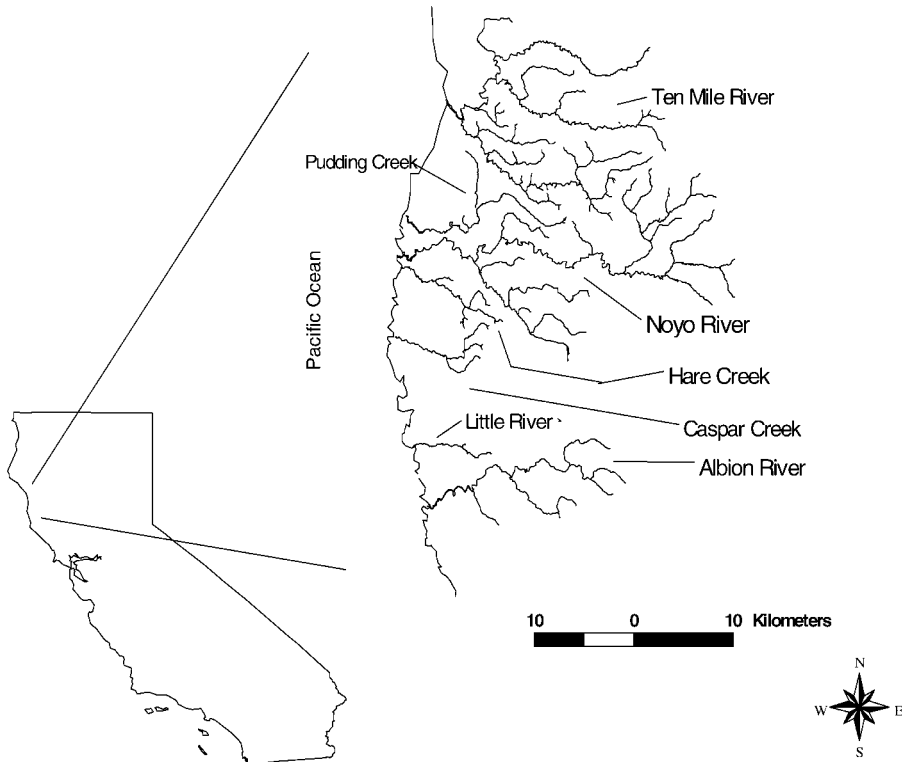 Ten Mile River
Pudding Creek
Pacific Ocean
Noyo River
Hare Creek
Little River
Caspar Creek
Albion River
10 0 10 Kilometers
N
W E
S